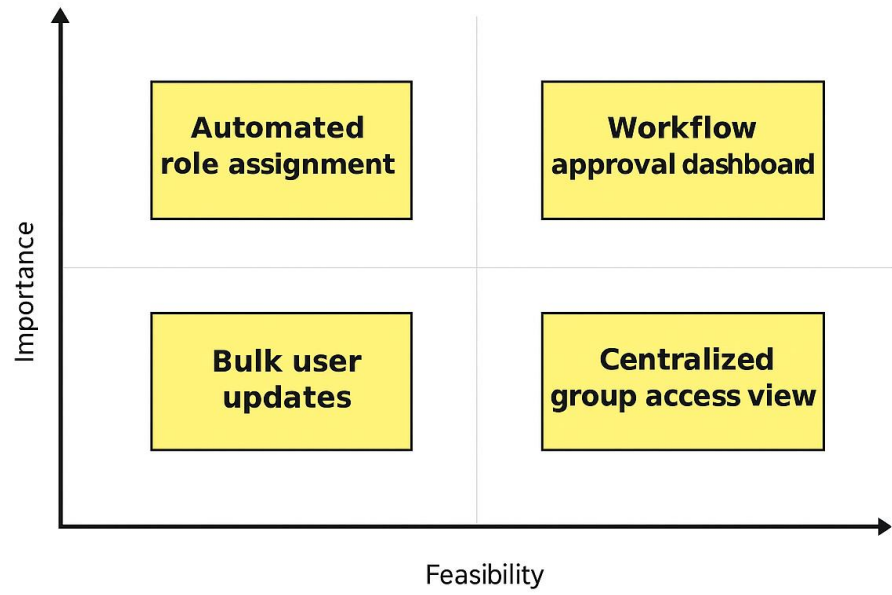 Automated
role assignment
Workflow
approval dashboard
Importance
Bulk user
updates
Centralized
group access view
Feasibility